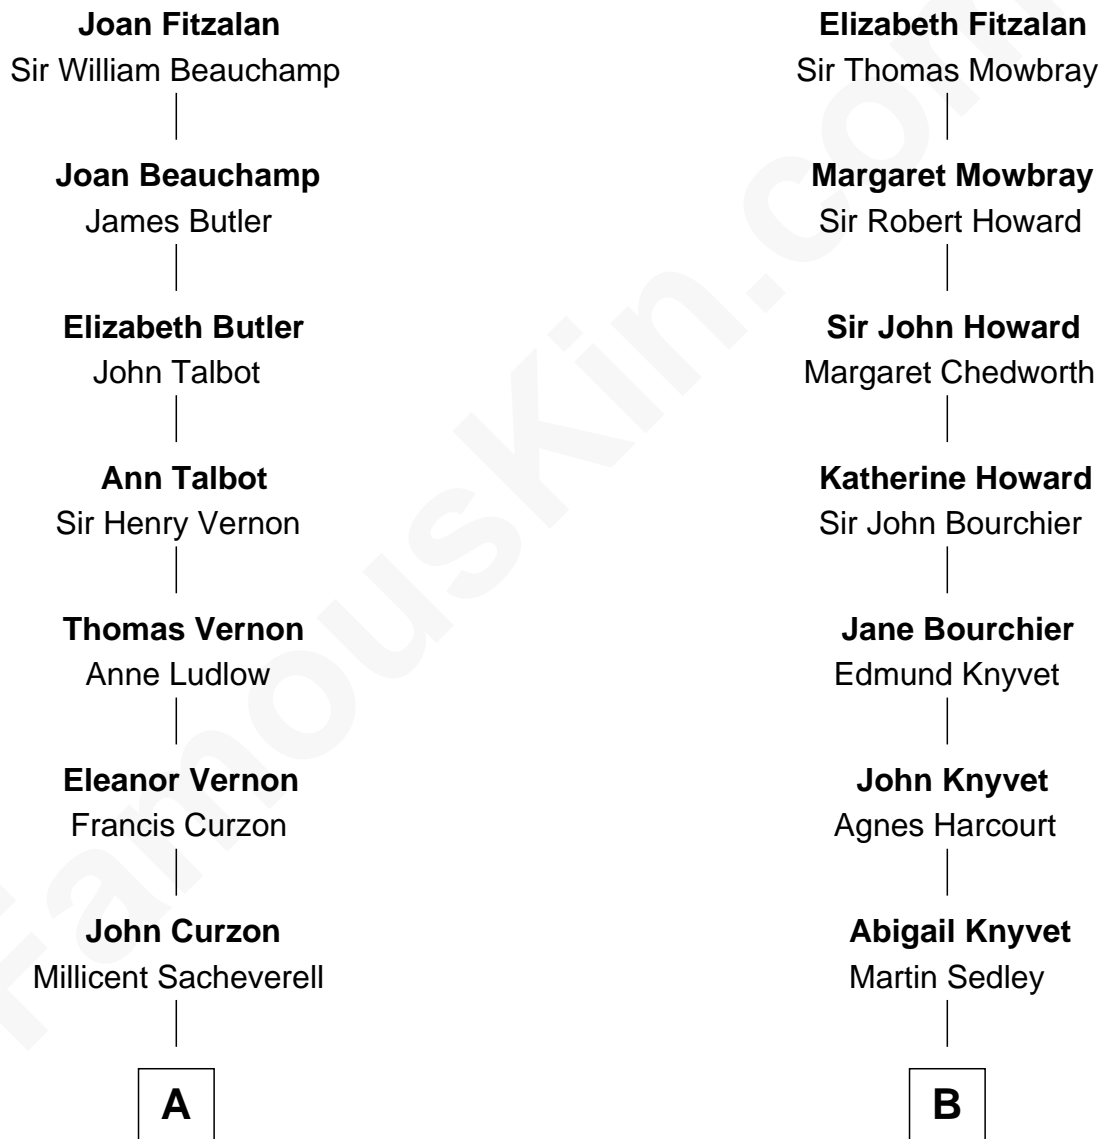 Joan Fitzalan
Sir William Beauchamp
Joan Beauchamp
James Butler
Elizabeth Butler
John Talbot
Ann Talbot
Sir Henry Vernon
Thomas Vernon
Anne Ludlow
Eleanor Vernon
Francis Curzon
John Curzon
Millicent Sacheverell
A
Elizabeth Fitzalan
Sir Thomas Mowbray
Margaret Mowbray
Sir Robert Howard
Sir John Howard
Margaret Chedworth
Katherine Howard
Sir John Bourchier
Jane Bourchier
Edmund Knyvet
John Knyvet
Agnes Harcourt
Abigail Knyvet
Martin Sedley
B
FamousKin.com